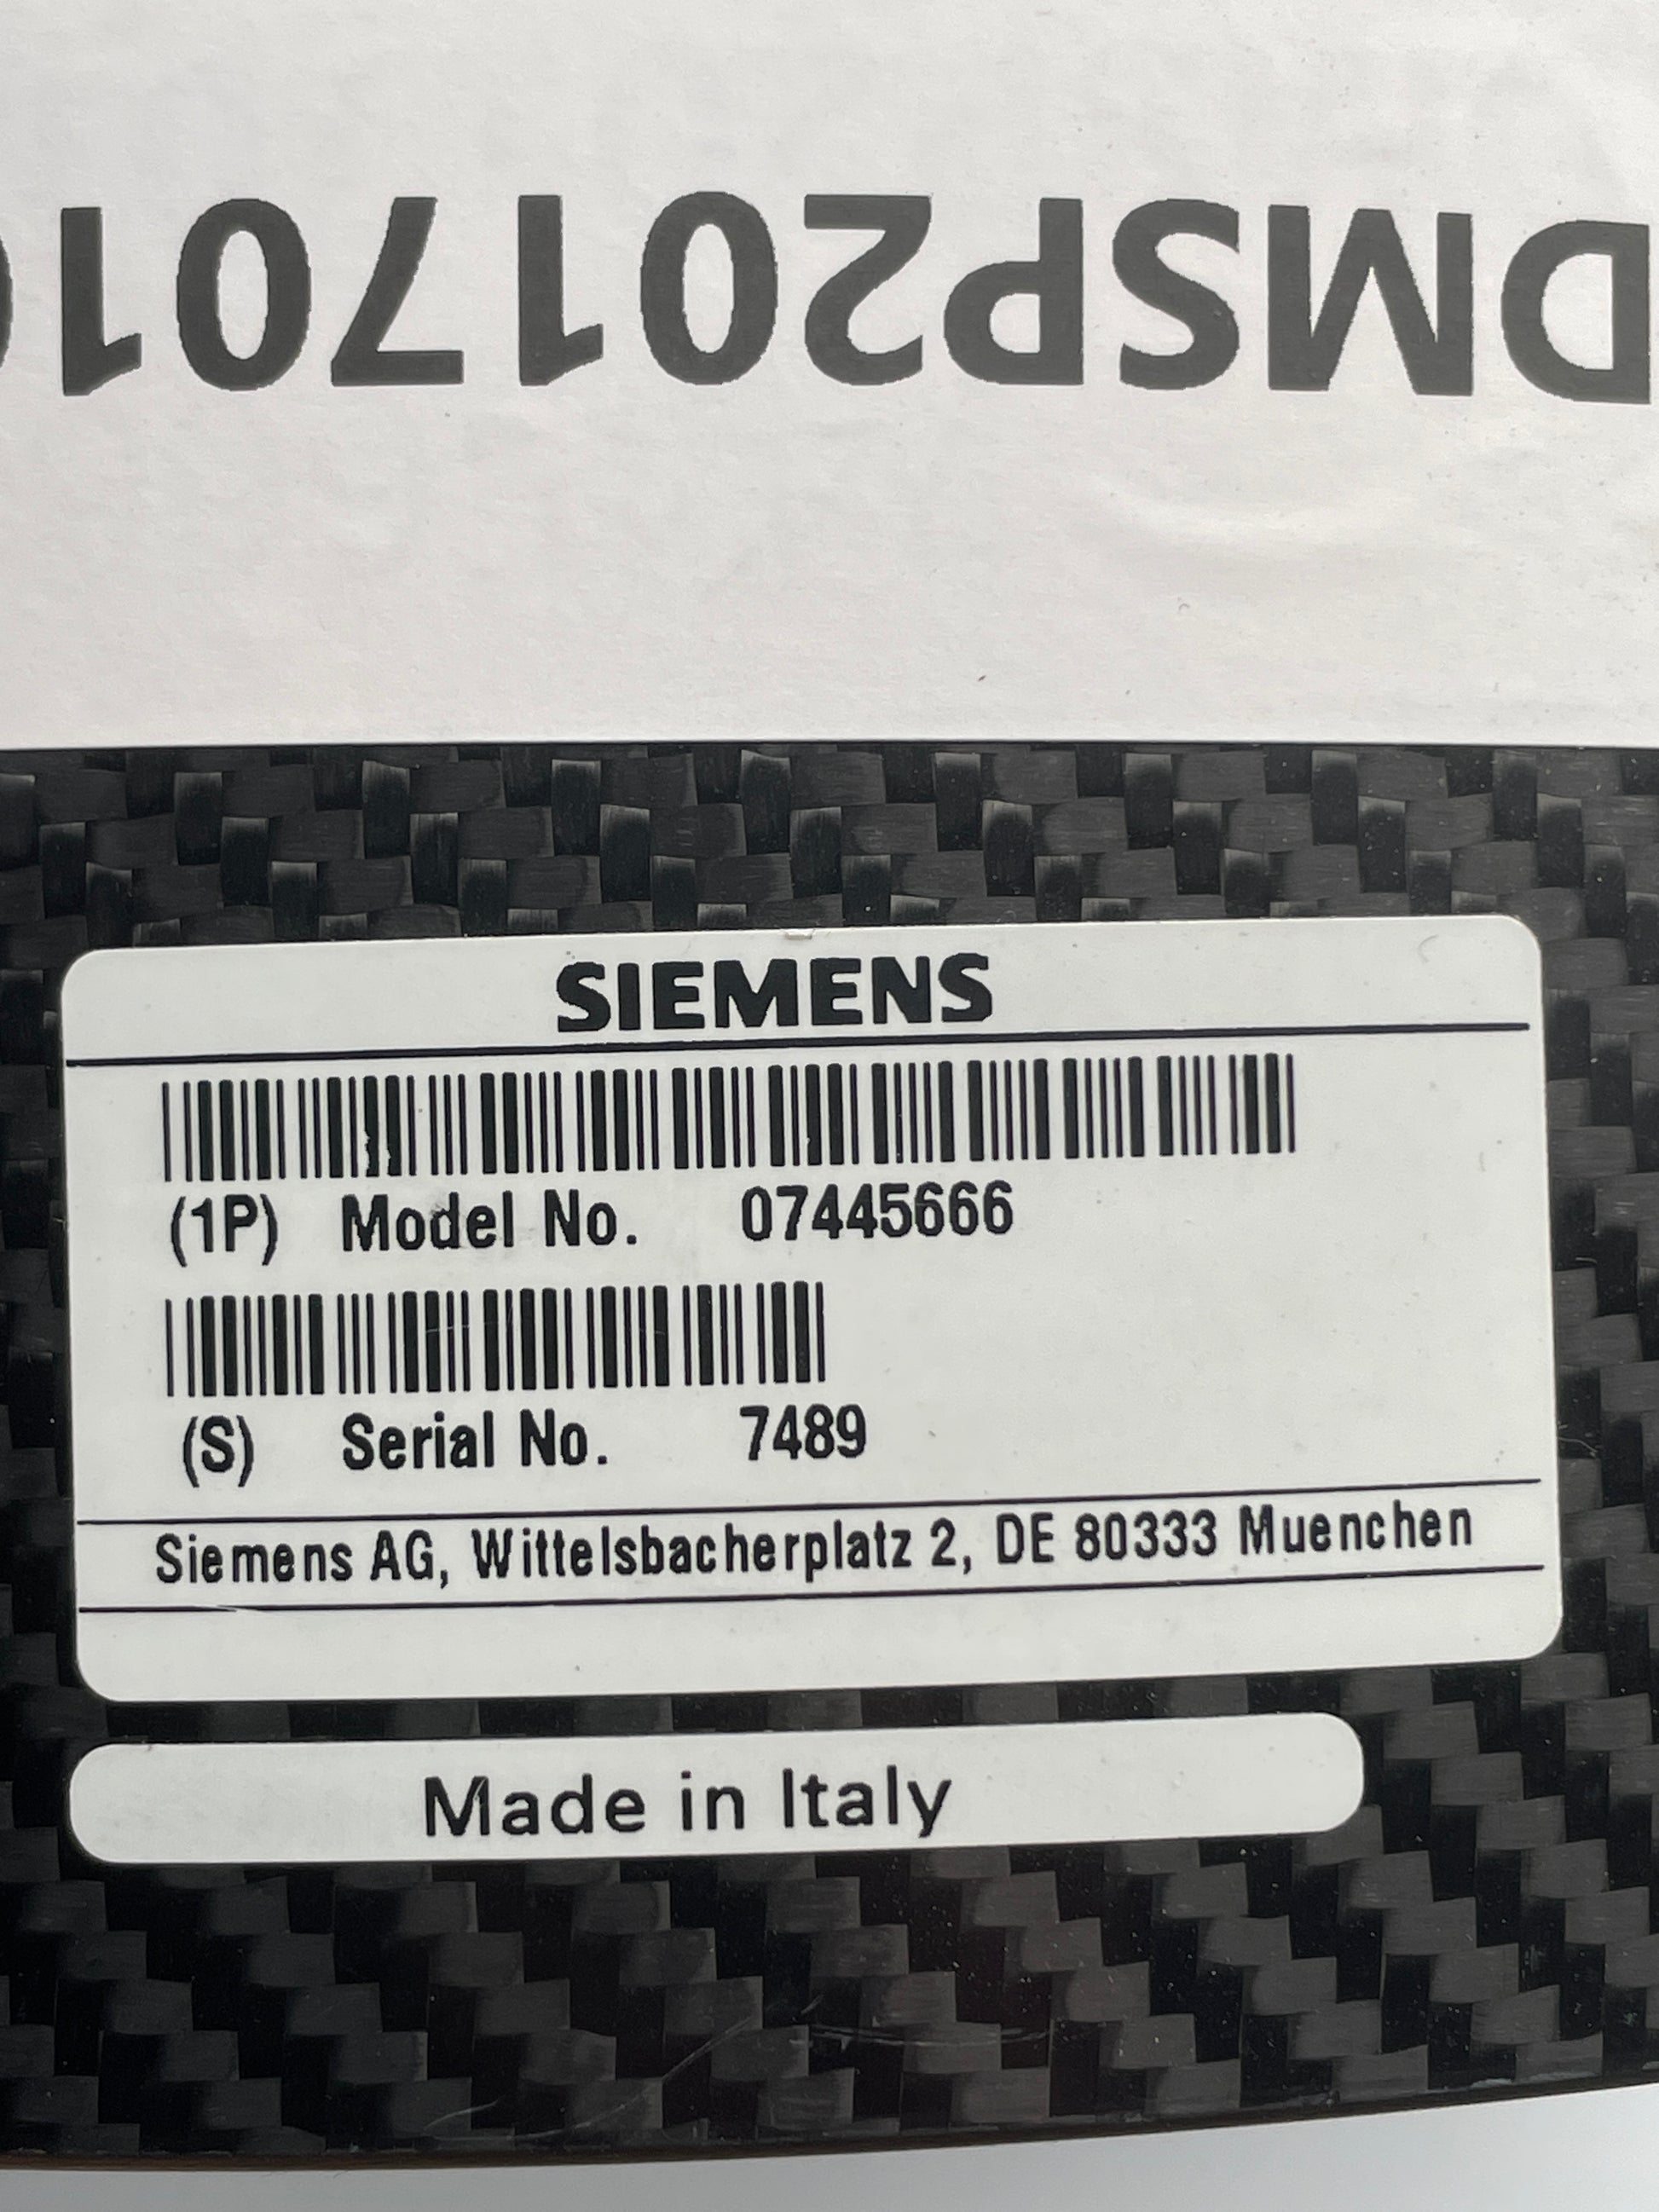 DMSP201701
SIEMENS
(1P) Model No. 07445666
(S) Serial No. 7489
Siemens AG, Wittelsbacherplatz 2, DE 80333 Muenchen
Made in Italy